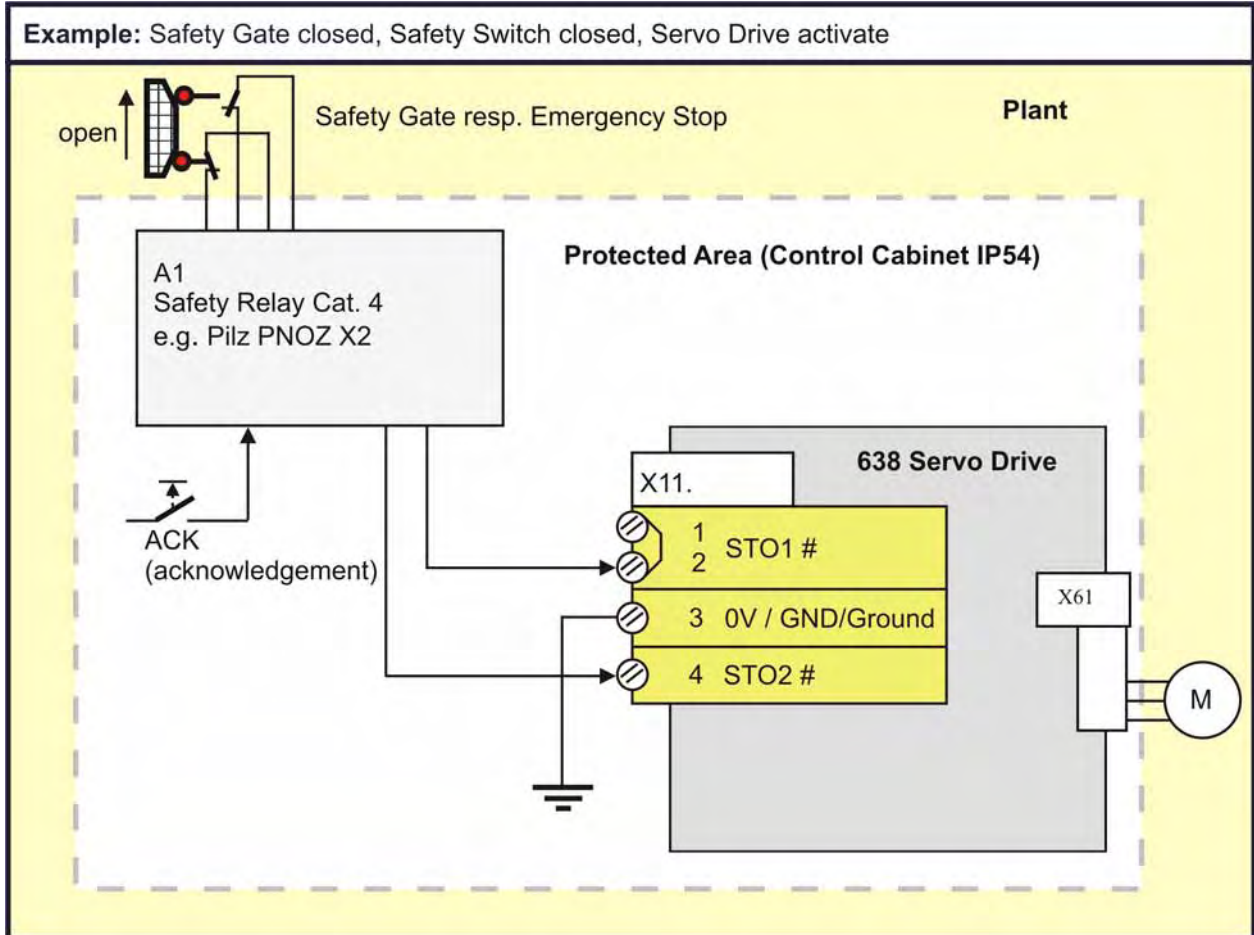 Example: Safety Gate closed, Safety Switch closed, Servo Drive activate
open
Safety Gate resp. Emergency Stop
Plant
Protected Area (Control Cabinet IP54)
A1
Safety Relay Cat. 4
e.g. Pilz PNOZ X2
ACK
(acknowledgement)
638 Servo Drive
X11.
1
2
STO1 #
3 0V / GND/Ground
4 STO2 #
X61
M